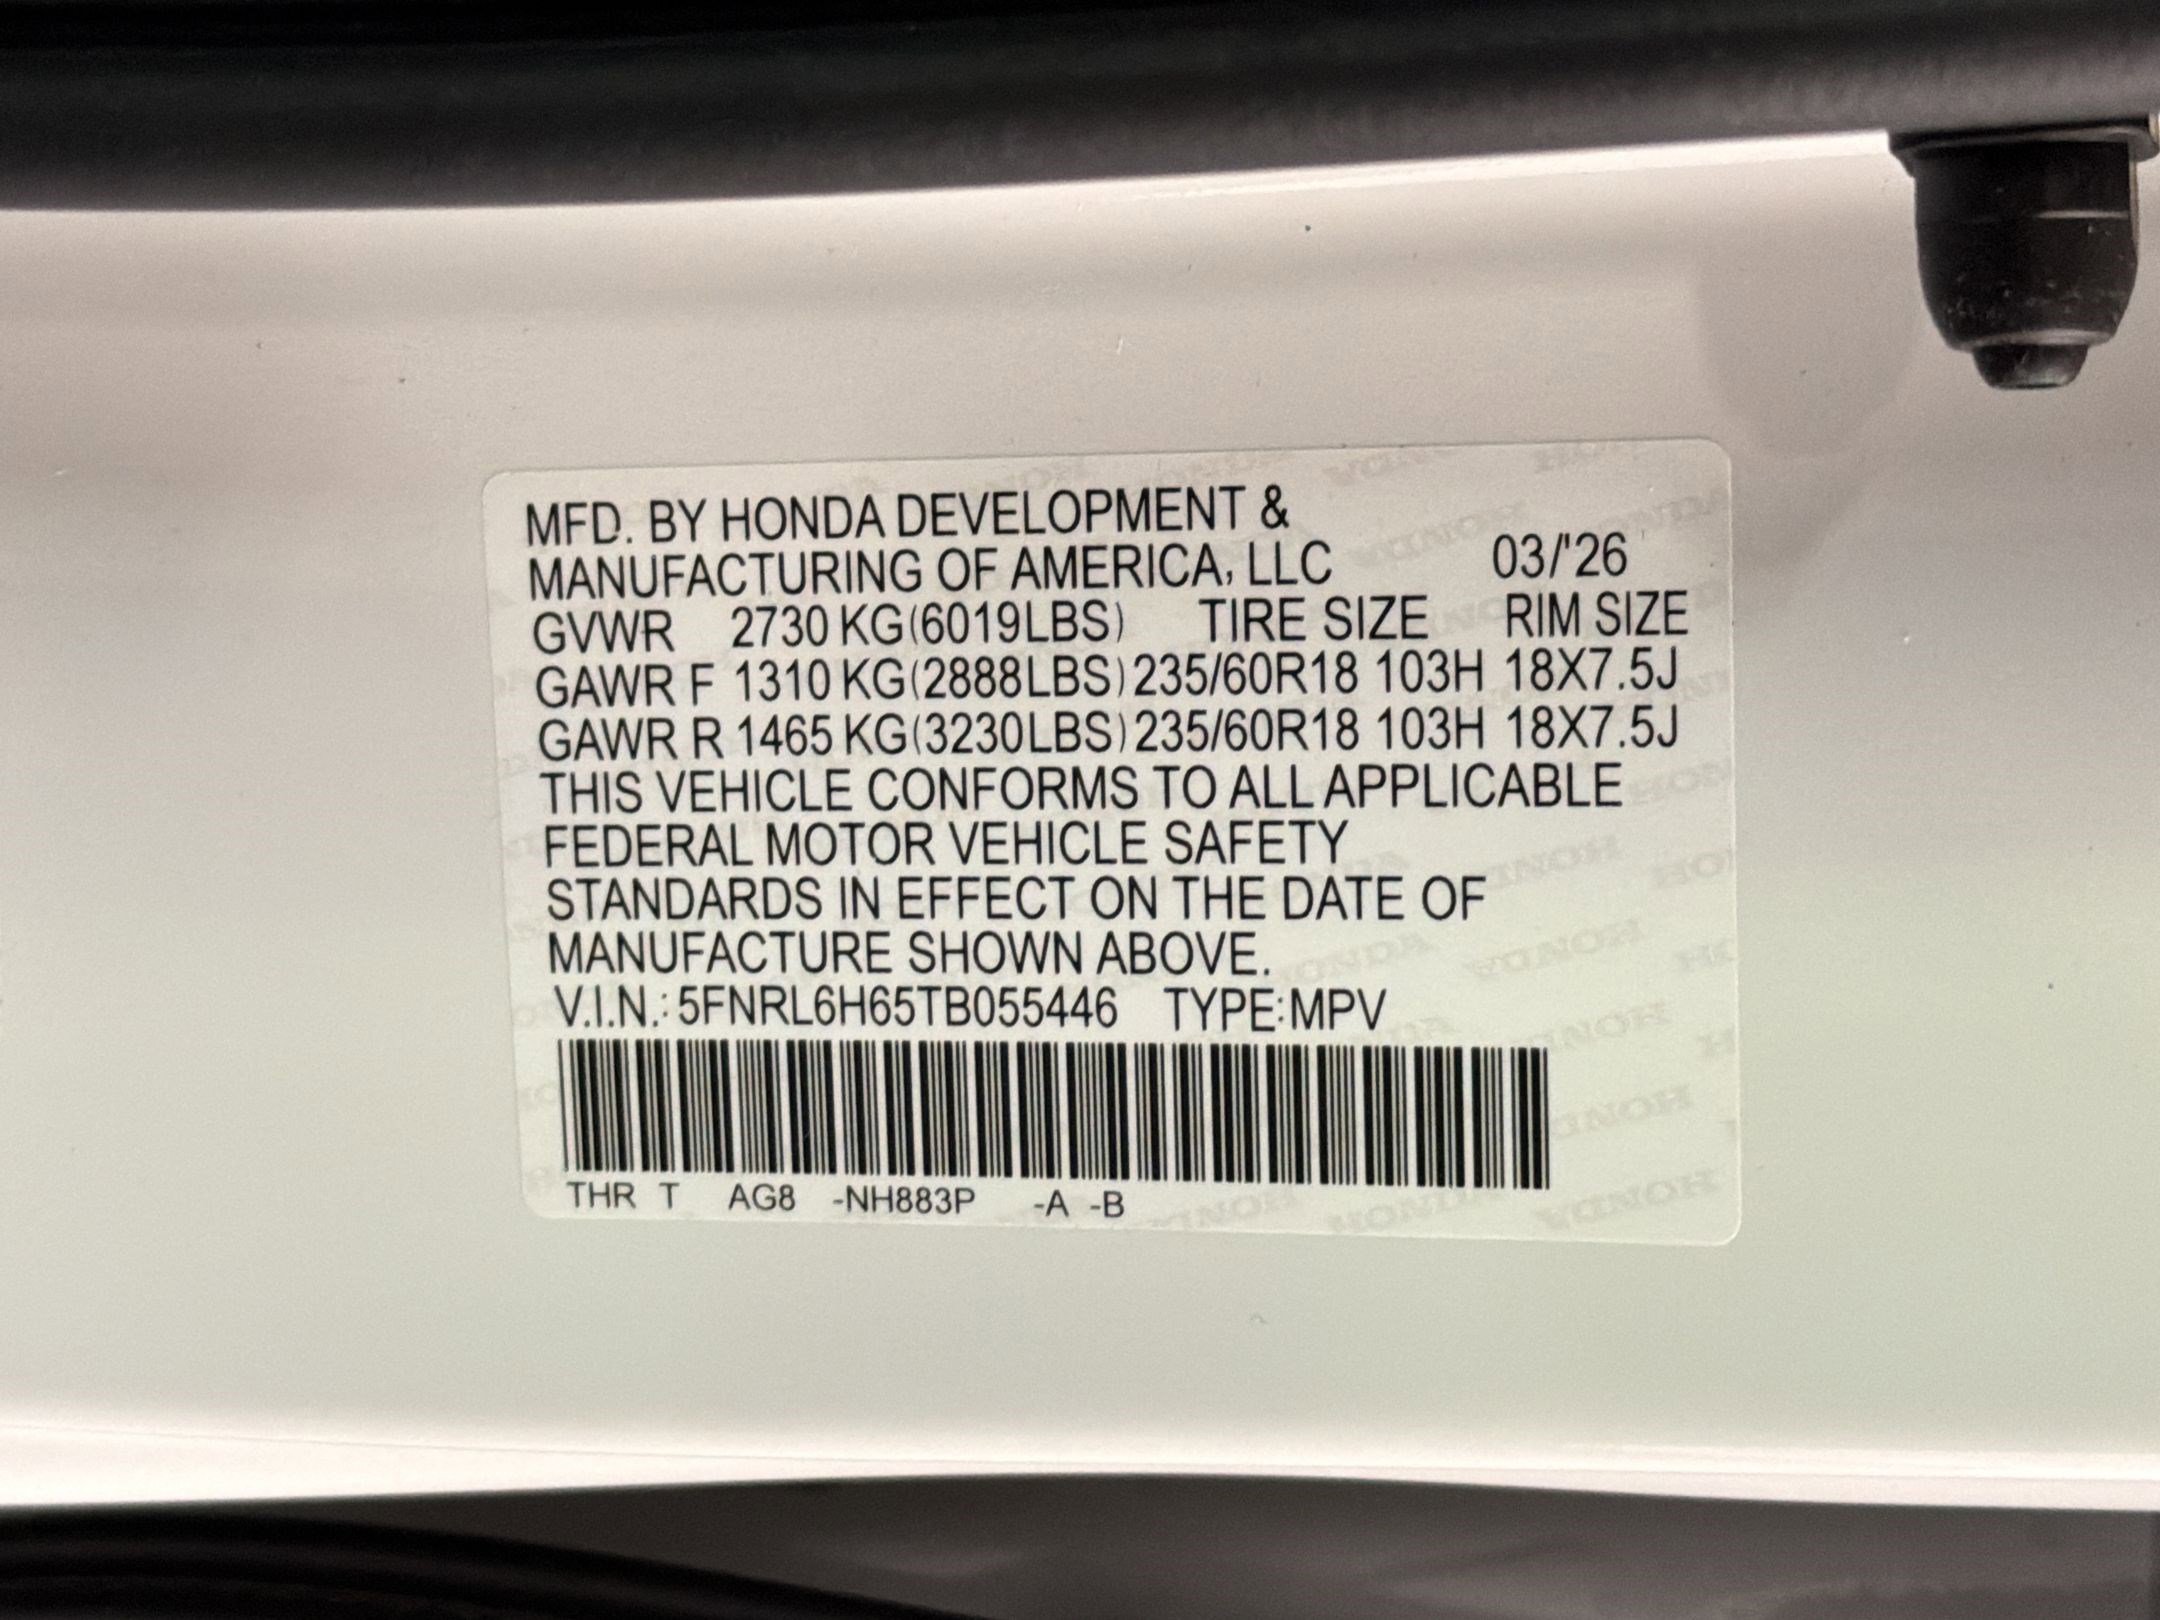 MFD. BY HONDA DEVELOPMENT &
MANUFACTURING OF AMERICA, LLC 03/'26
GVWR 2730 KG(6019LBS) TIRE SIZE RIM SIZE
GAWR F 1310 KG(2888LBS) 235/60R18 103H 18X7.5J
GAWR R 1465 KG(3230LBS) 235/60R18 103H 18X7.5J
THIS VEHICLE CONFORMS TO ALL APPLICABLE
FEDERAL MOTOR VEHICLE SAFETY
STANDARDS IN EFFECT ON THE DATE OF
MANUFACTURE SHOWN ABOVE.
V.I.N.: 5FNRL6H65TB055446 TYPE:MPV
THR T AG8 -NH883P -A -B